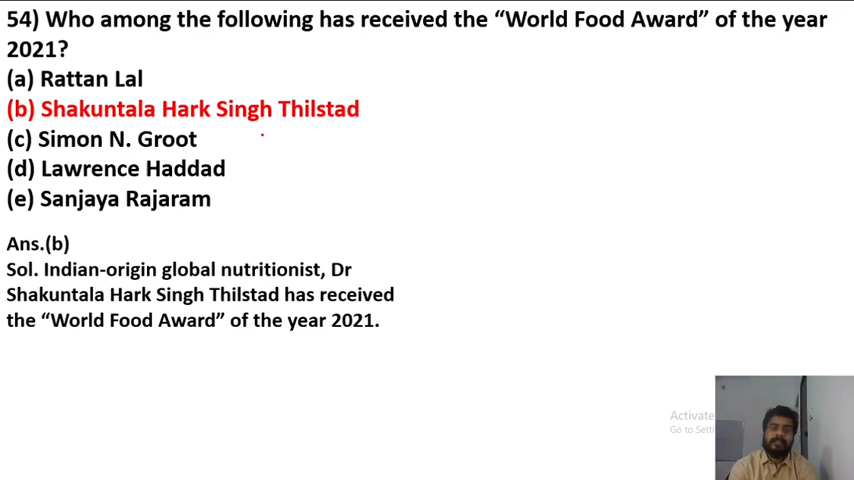 54) Who among the following has received the “World Food Award” of the year
2021?
(a) Rattan Lal
(b) Shakuntala Hark Singh Thilstad
(c) Simon N. Groot
(d) Lawrence Haddad
(e) Sanjaya Rajaram
Ans.(b)
Sol. Indian-origin global nutritionist, Dr
Shakuntala Hark Singh Thilstad has received
the “World Food Award” of the year 2021.
Activate
Go to